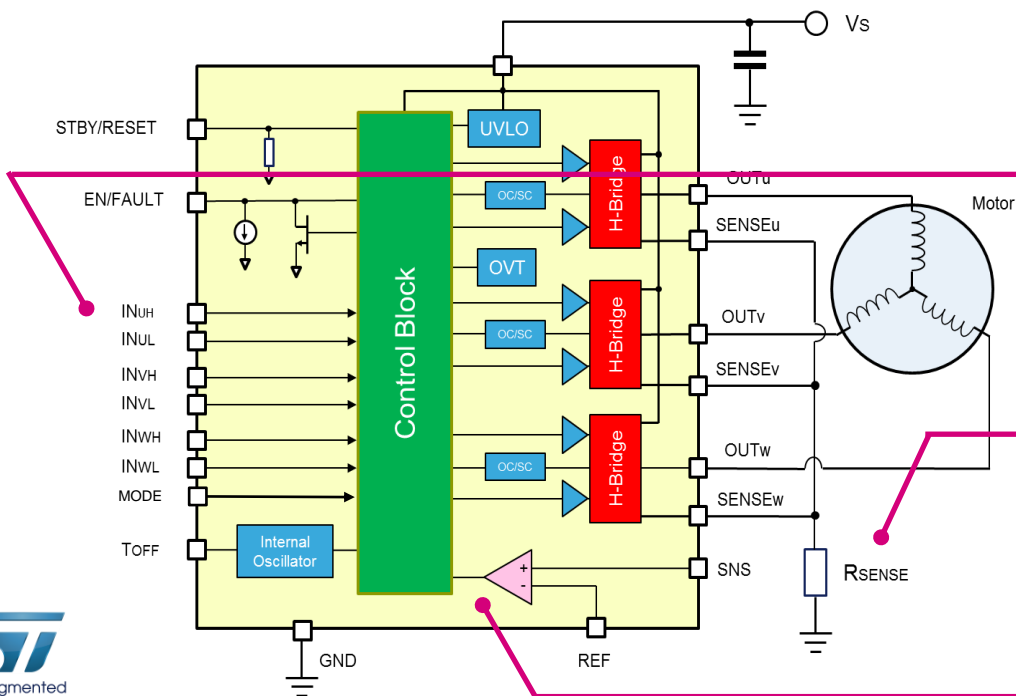 Vs
STBY/RESET
UVLO
H-Bridge
OUTu
EN/FAULT
OC/SC
Motor
SENSEu
OVT
Control Block
INUH
INUL
INVH
INVL
INWH
INWL
MODE
TOFF
H-Bridge
OC/SC
OUTv
SENSEv
H-Bridge
OC/SC
OUTw
SENSEw
Internal
Oscillator
+
-
SNS
RSENSE
GND
REF
ST
gmented